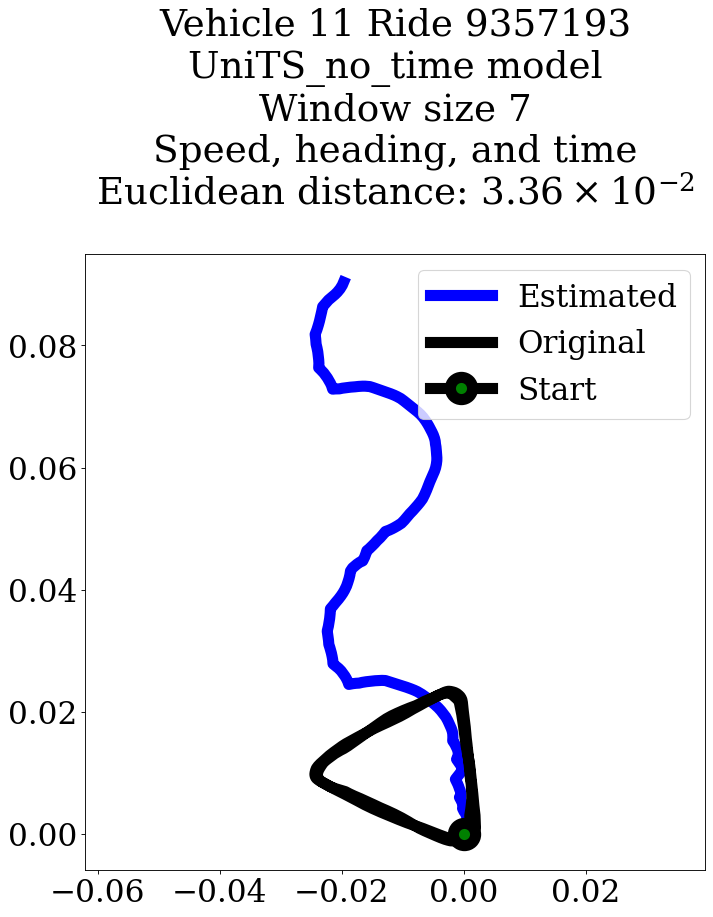 Vehicle 11 Ride 9357193
UniTS_no_time model
Window size 7
Speed, heading, and time
Euclidean distance: 3.36 × 10⁻²
Estimated
Original
Start
0.08
0.06
0.04
0.02
0.00
−0.06 −0.04 −0.02 0.00 0.02